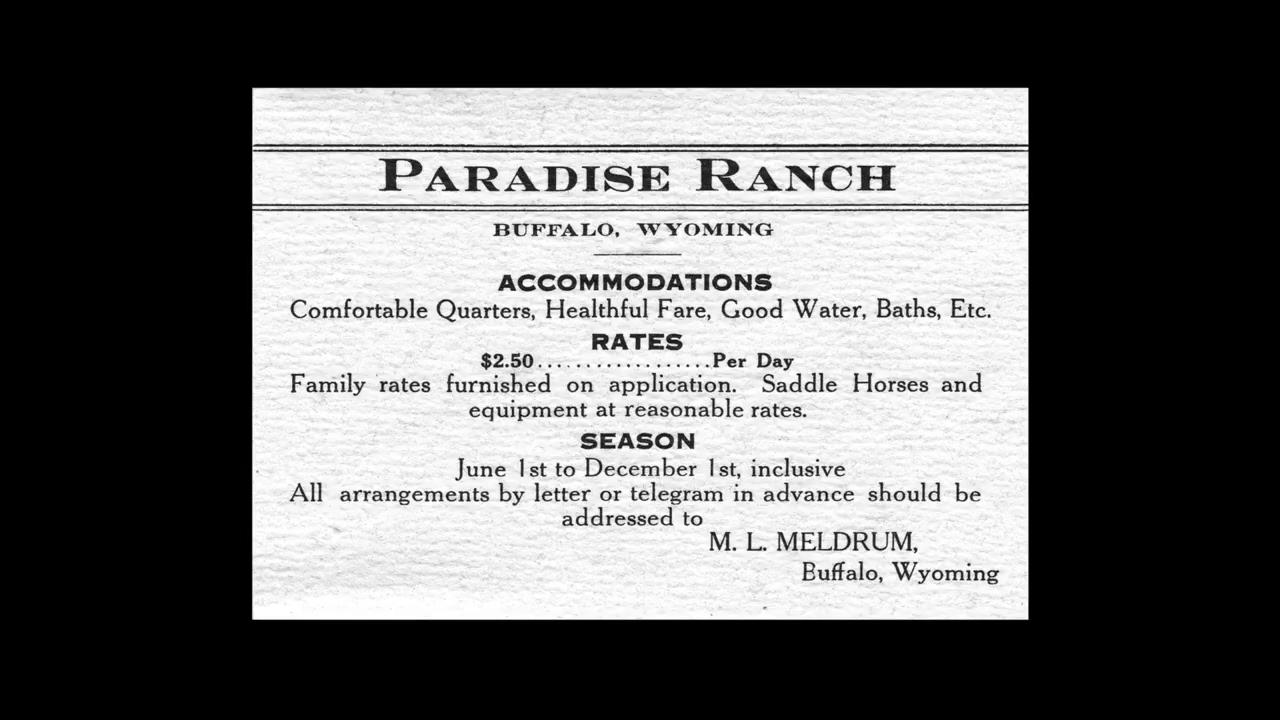 PARADISE RANCH
BUFFALO, WYOMING
ACCOMMODATIONS
Comfortable Quarters, Healthful Fare, Good Water, Baths, Etc.
RATES
$2.50..................Per Day
Family rates furnished on application. Saddle Horses and
equipment at reasonable rates.
SEASON
June 1st to December 1st, inclusive
All arrangements by letter or telegram in advance should be
addressed to
M. L. MELDRUM,
Buffalo, Wyoming